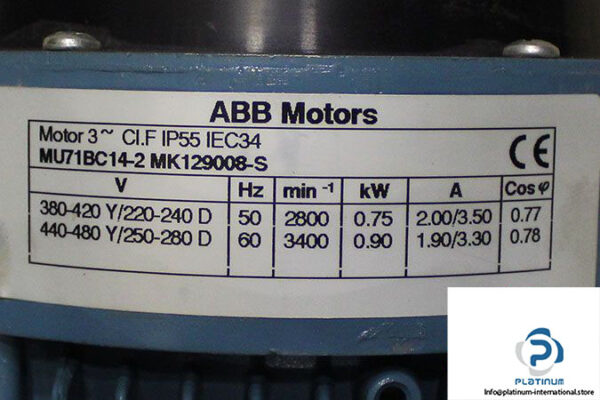 ABB Motors
Motor 3~ Cl.F IP55 IEC34
MU71BC14-2 MK129008-S
CE
V Hz min⁻¹ kW A Cos φ
380-420 Y/220-240 D 50 2800 0.75 2.00/3.50 0.77
440-480 Y/250-280 D 60 3400 0.90 1.90/3.30 0.78
PLATINUM
Info@platinum-international.store